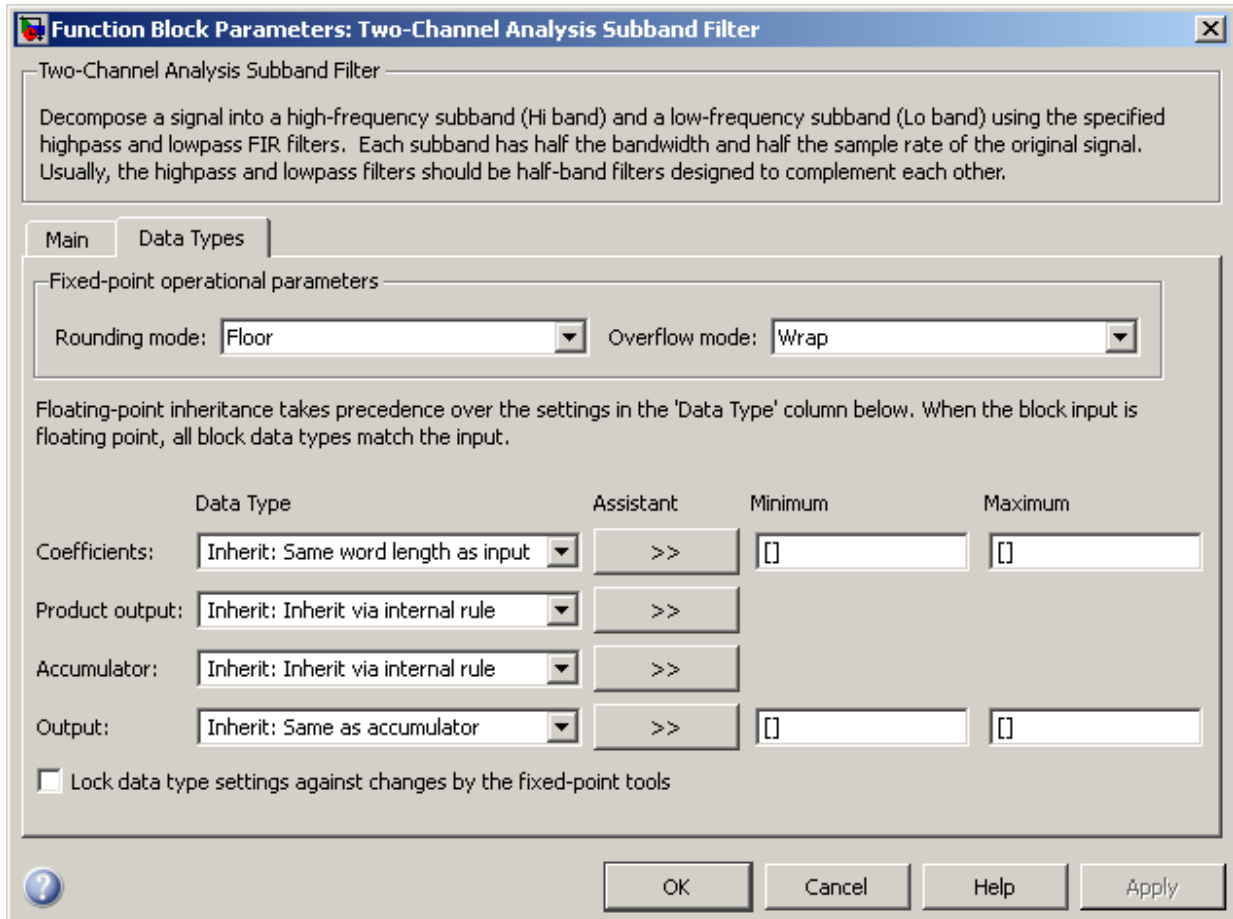 Function Block Parameters: Two-Channel Analysis Subband Filter
Two-Channel Analysis Subband Filter
Decompose a signal into a high-frequency subband (Hi band) and a low-frequency subband (Lo band) using the specified
highpass and lowpass FIR filters.  Each subband has half the bandwidth and half the sample rate of the original signal.
Usually, the highpass and lowpass filters should be half-band filters designed to complement each other.
Main Data Types
Fixed-point operational parameters
Rounding mode: Floor Overflow mode: Wrap
Floating-point inheritance takes precedence over the settings in the 'Data Type' column below. When the block input is
floating point, all block data types match the input.
Data Type Assistant Minimum Maximum
Coefficients: Inherit: Same word length as input >> [] []
Product output: Inherit: Inherit via internal rule >>
Accumulator: Inherit: Inherit via internal rule >>
Output: Inherit: Same as accumulator >> [] []
Lock data type settings against changes by the fixed-point tools
? OK Cancel Help Apply